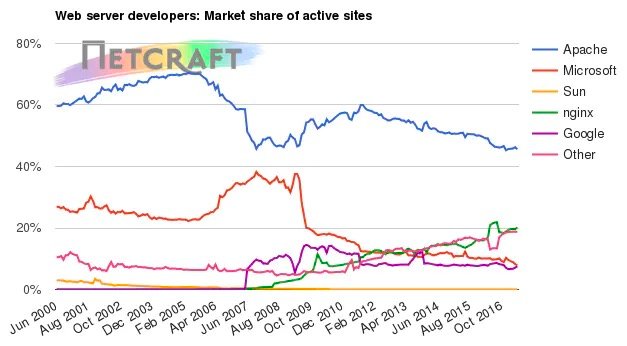 Web server developers: Market share of active sites
NETCRAFT
80%
60%
40%
20%
0%
Jun 2000
Aug 2001
Oct 2002
Dec 2003
Feb 2005
Apr 2006
Jun 2007
Aug 2008
Oct 2009
Dec 2010
Feb 2012
Apr 2013
Jun 2014
Aug 2015
Oct 2016
Apache
Microsoft
Sun
nginx
Google
Other